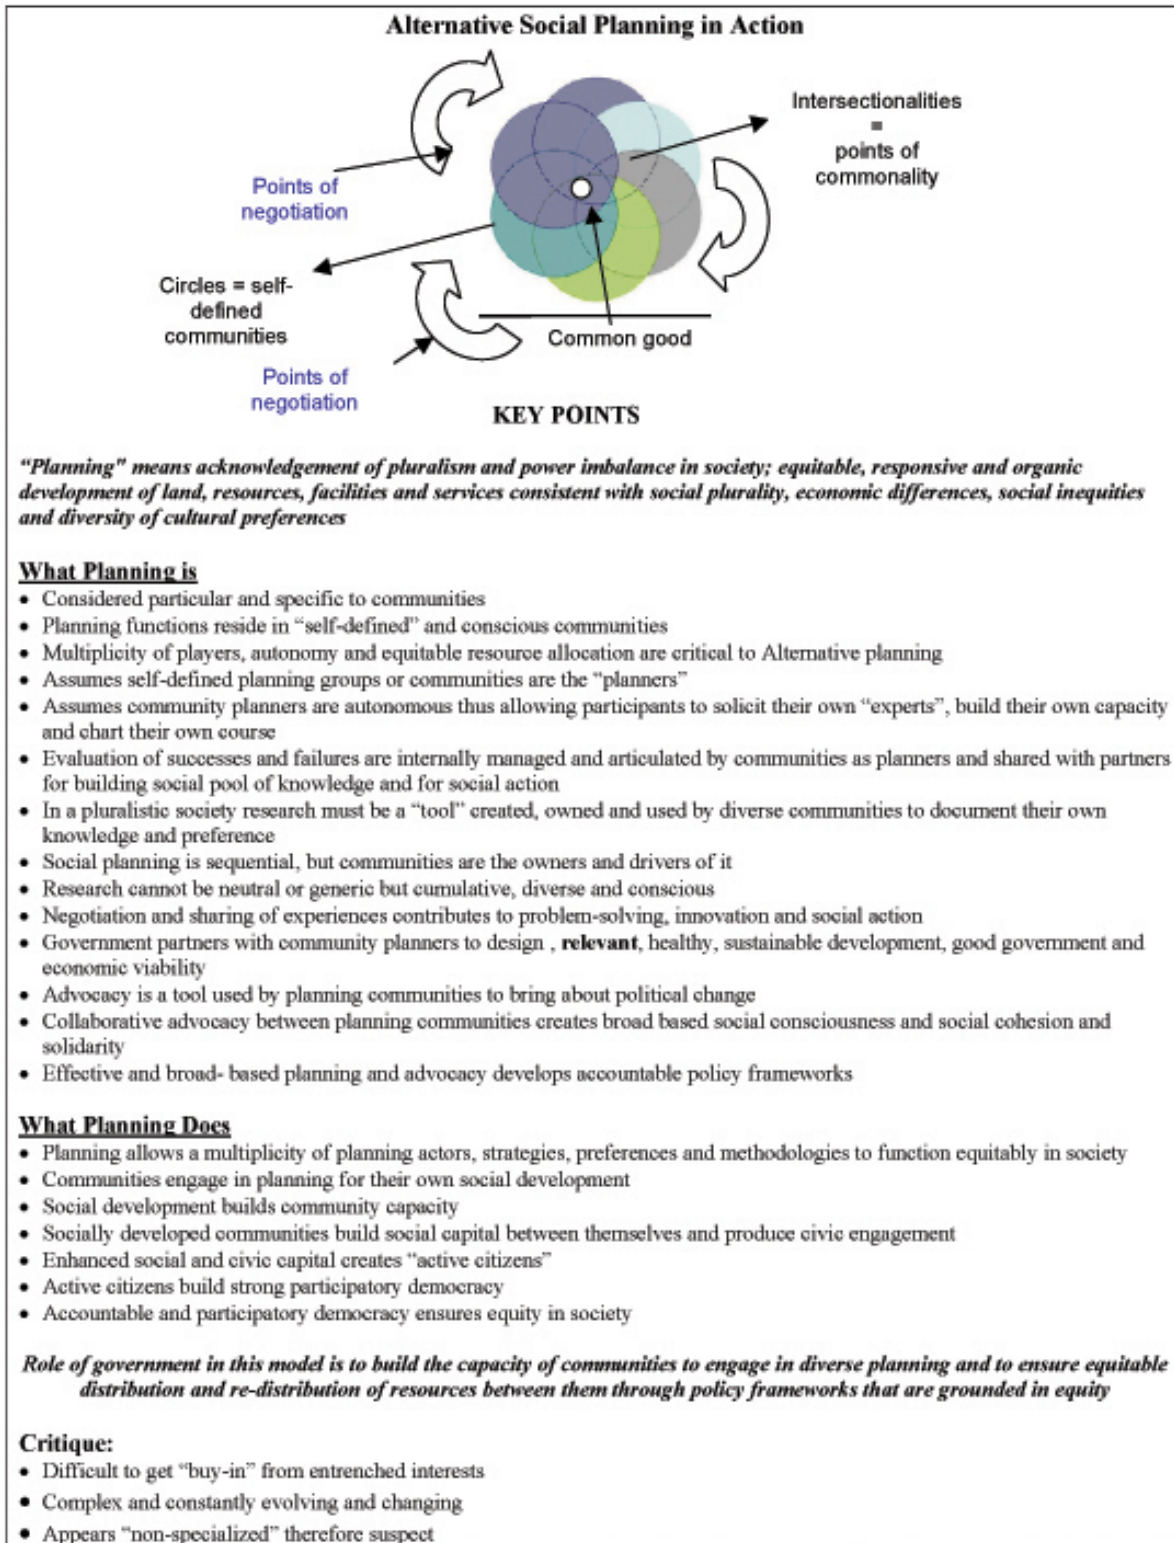 Alternative Social Planning in Action
Intersectionalities
=
points of
commonality
Points of
negotiation
Circles = self-
defined
communities
Common good
Points of
negotiation
KEY POINTS
“Planning" means acknowledgement of pluralism and power imbalance in society; equitable, responsive and organic
development of land, resources, facilities and services consistent with social plurality, economic differences, social inequities
and diversity of cultural preferences
What Planning is
• Considered particular and specific to communities
• Planning functions reside in “self-defined” and conscious communities
• Multiplicity of players, autonomy and equitable resource allocation are critical to Alternative planning
• Assumes self-defined planning groups or communities are the “planners”
• Assumes community planners are autonomous thus allowing participants to solicit their own “experts”, build their own capacity
and chart their own course
• Evaluation of successes and failures are internally managed and articulated by communities as planners and shared with partners
for building social pool of knowledge and for social action
• In a pluralistic society research must be a “tool” created, owned and used by diverse communities to document their own
knowledge and preference
• Social planning is sequential, but communities are the owners and drivers of it
• Research cannot be neutral or generic but cumulative, diverse and conscious
• Negotiation and sharing of experiences contributes to problem-solving, innovation and social action
• Government partners with community planners to design , relevant, healthy, sustainable development, good government and
economic viability
• Advocacy is a tool used by planning communities to bring about political change
• Collaborative advocacy between planning communities creates broad based social consciousness and social cohesion and
solidarity
• Effective and broad- based planning and advocacy develops accountable policy frameworks
What Planning Does
• Planning allows a multiplicity of planning actors, strategies, preferences and methodologies to function equitably in society
• Communities engage in planning for their own social development
• Social development builds community capacity
• Socially developed communities build social capital between themselves and produce civic engagement
• Enhanced social and civic capital creates “active citizens”
• Active citizens build strong participatory democracy
• Accountable and participatory democracy ensures equity in society
Role of government in this model is to build the capacity of communities to engage in diverse planning and to ensure equitable
distribution and re-distribution of resources between them through policy frameworks that are grounded in equity
Critique:
• Difficult to get “buy-in” from entrenched interests
• Complex and constantly evolving and changing
• Appears “non-specialized” therefore suspect